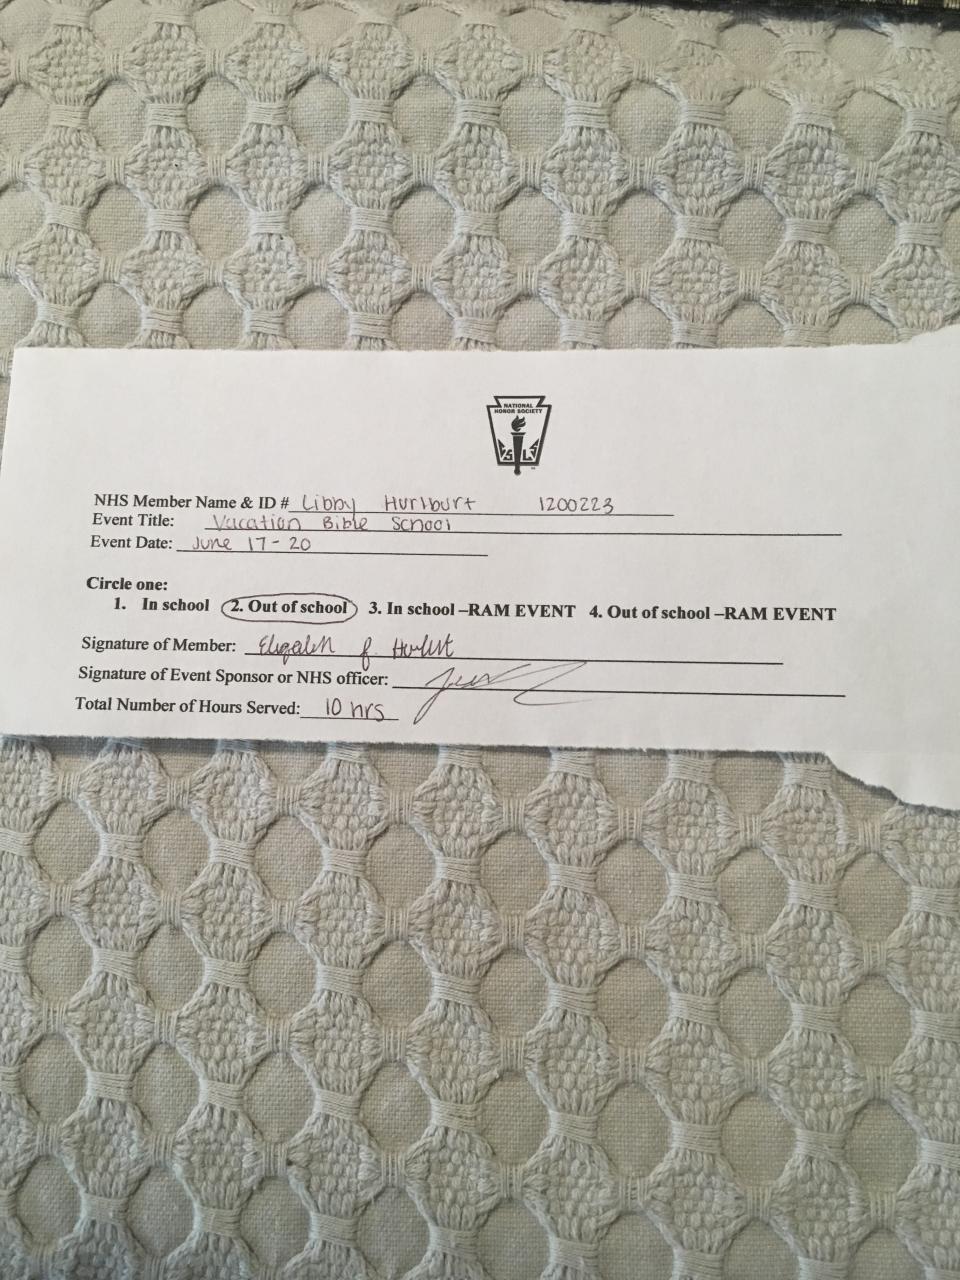 NATIONAL
HONOR SOCIETY
NHS Member Name & ID # Libby Hurlburt 1200223
Event Title: Vacation Bible School
Event Date: June 17-20
Circle one:
1. In school 2. Out of school 3. In school –RAM EVENT 4. Out of school –RAM EVENT
Signature of Member: Elizabeth
Signature of Event Sponsor or NHS officer:
Total Number of Hours Served: 10 hrs